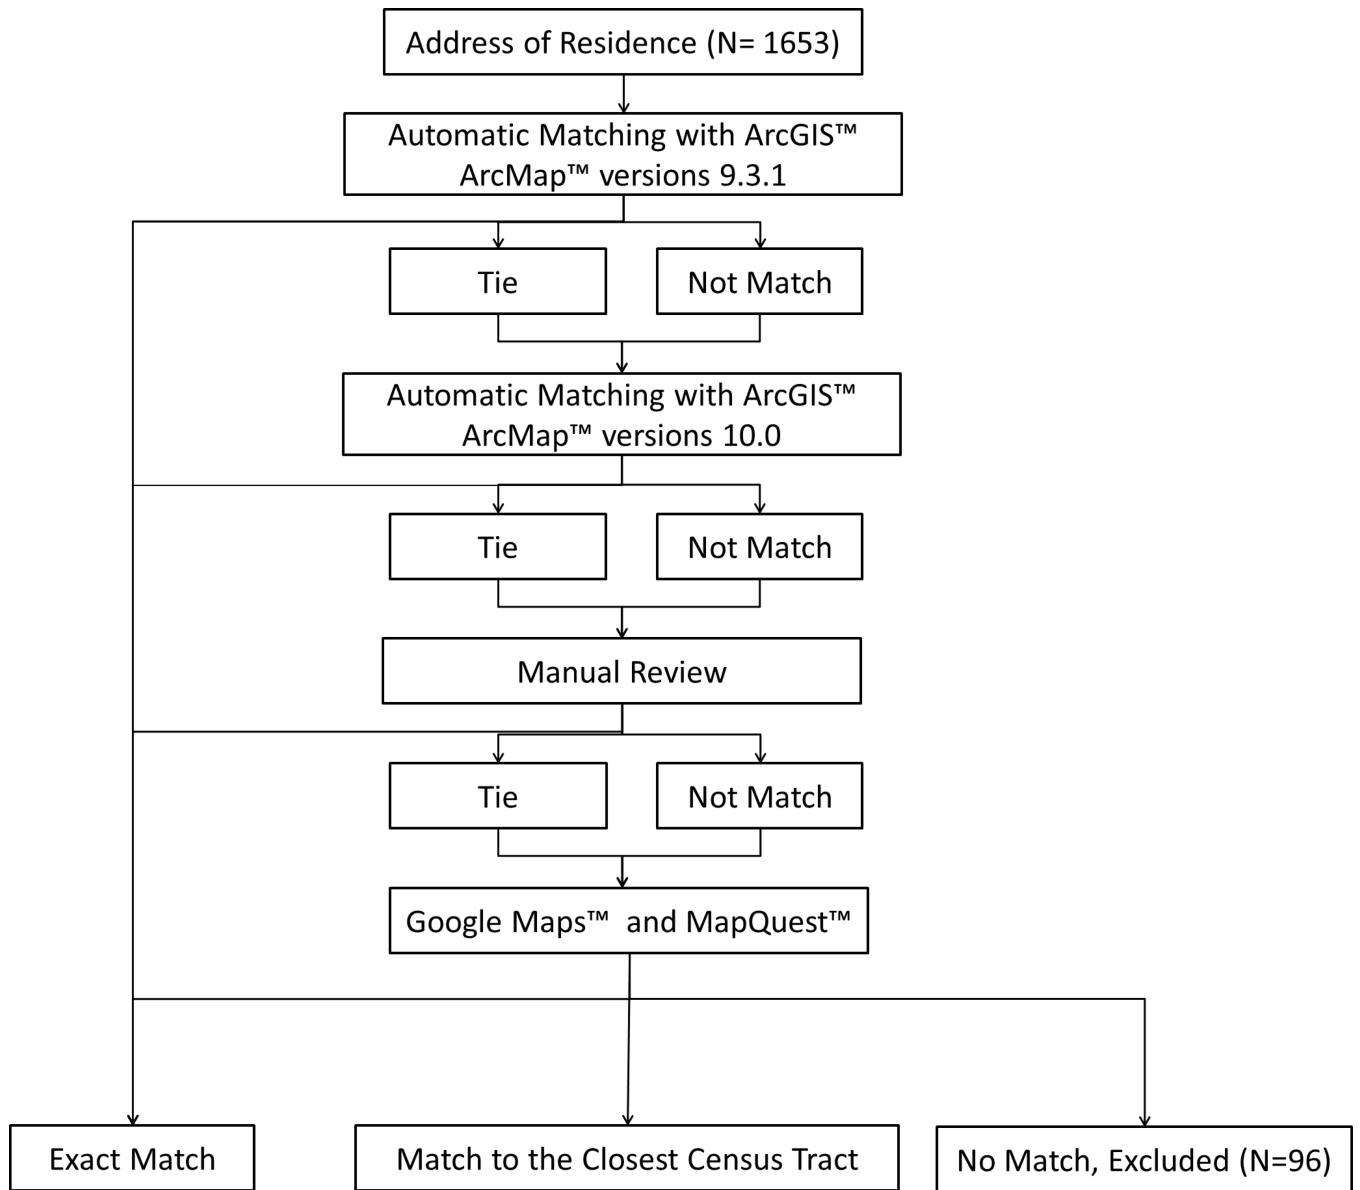 Address of Residence (N= 1653)
Automatic Matching with ArcGIS™
ArcMap™ versions 9.3.1
Tie
Not Match
Automatic Matching with ArcGIS™
ArcMap™ versions 10.0
Tie
Not Match
Manual Review
Tie
Not Match
Google Maps™ and MapQuest™
Exact Match
Match to the Closest Census Tract
No Match, Excluded (N=96)